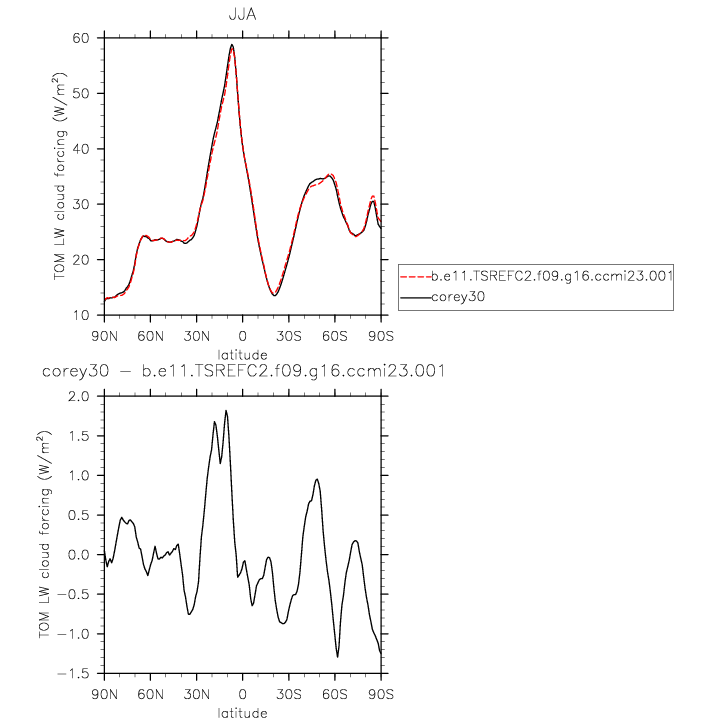 JJA
TOM LW cloud forcing (W/m²)
60
50
40
30
20
10
90N 60N 30N 0 30S 60S 90S
latitude
b.e11.TSREFC2.f09.g16.ccmi23.001
corey30
corey30 − b.e11.TSREFC2.f09.g16.ccmi23.001
TOM LW cloud forcing (W/m²)
2.0
1.5
1.0
0.5
0.0
−0.5
−1.0
−1.5
90N 60N 30N 0 30S 60S 90S
latitude